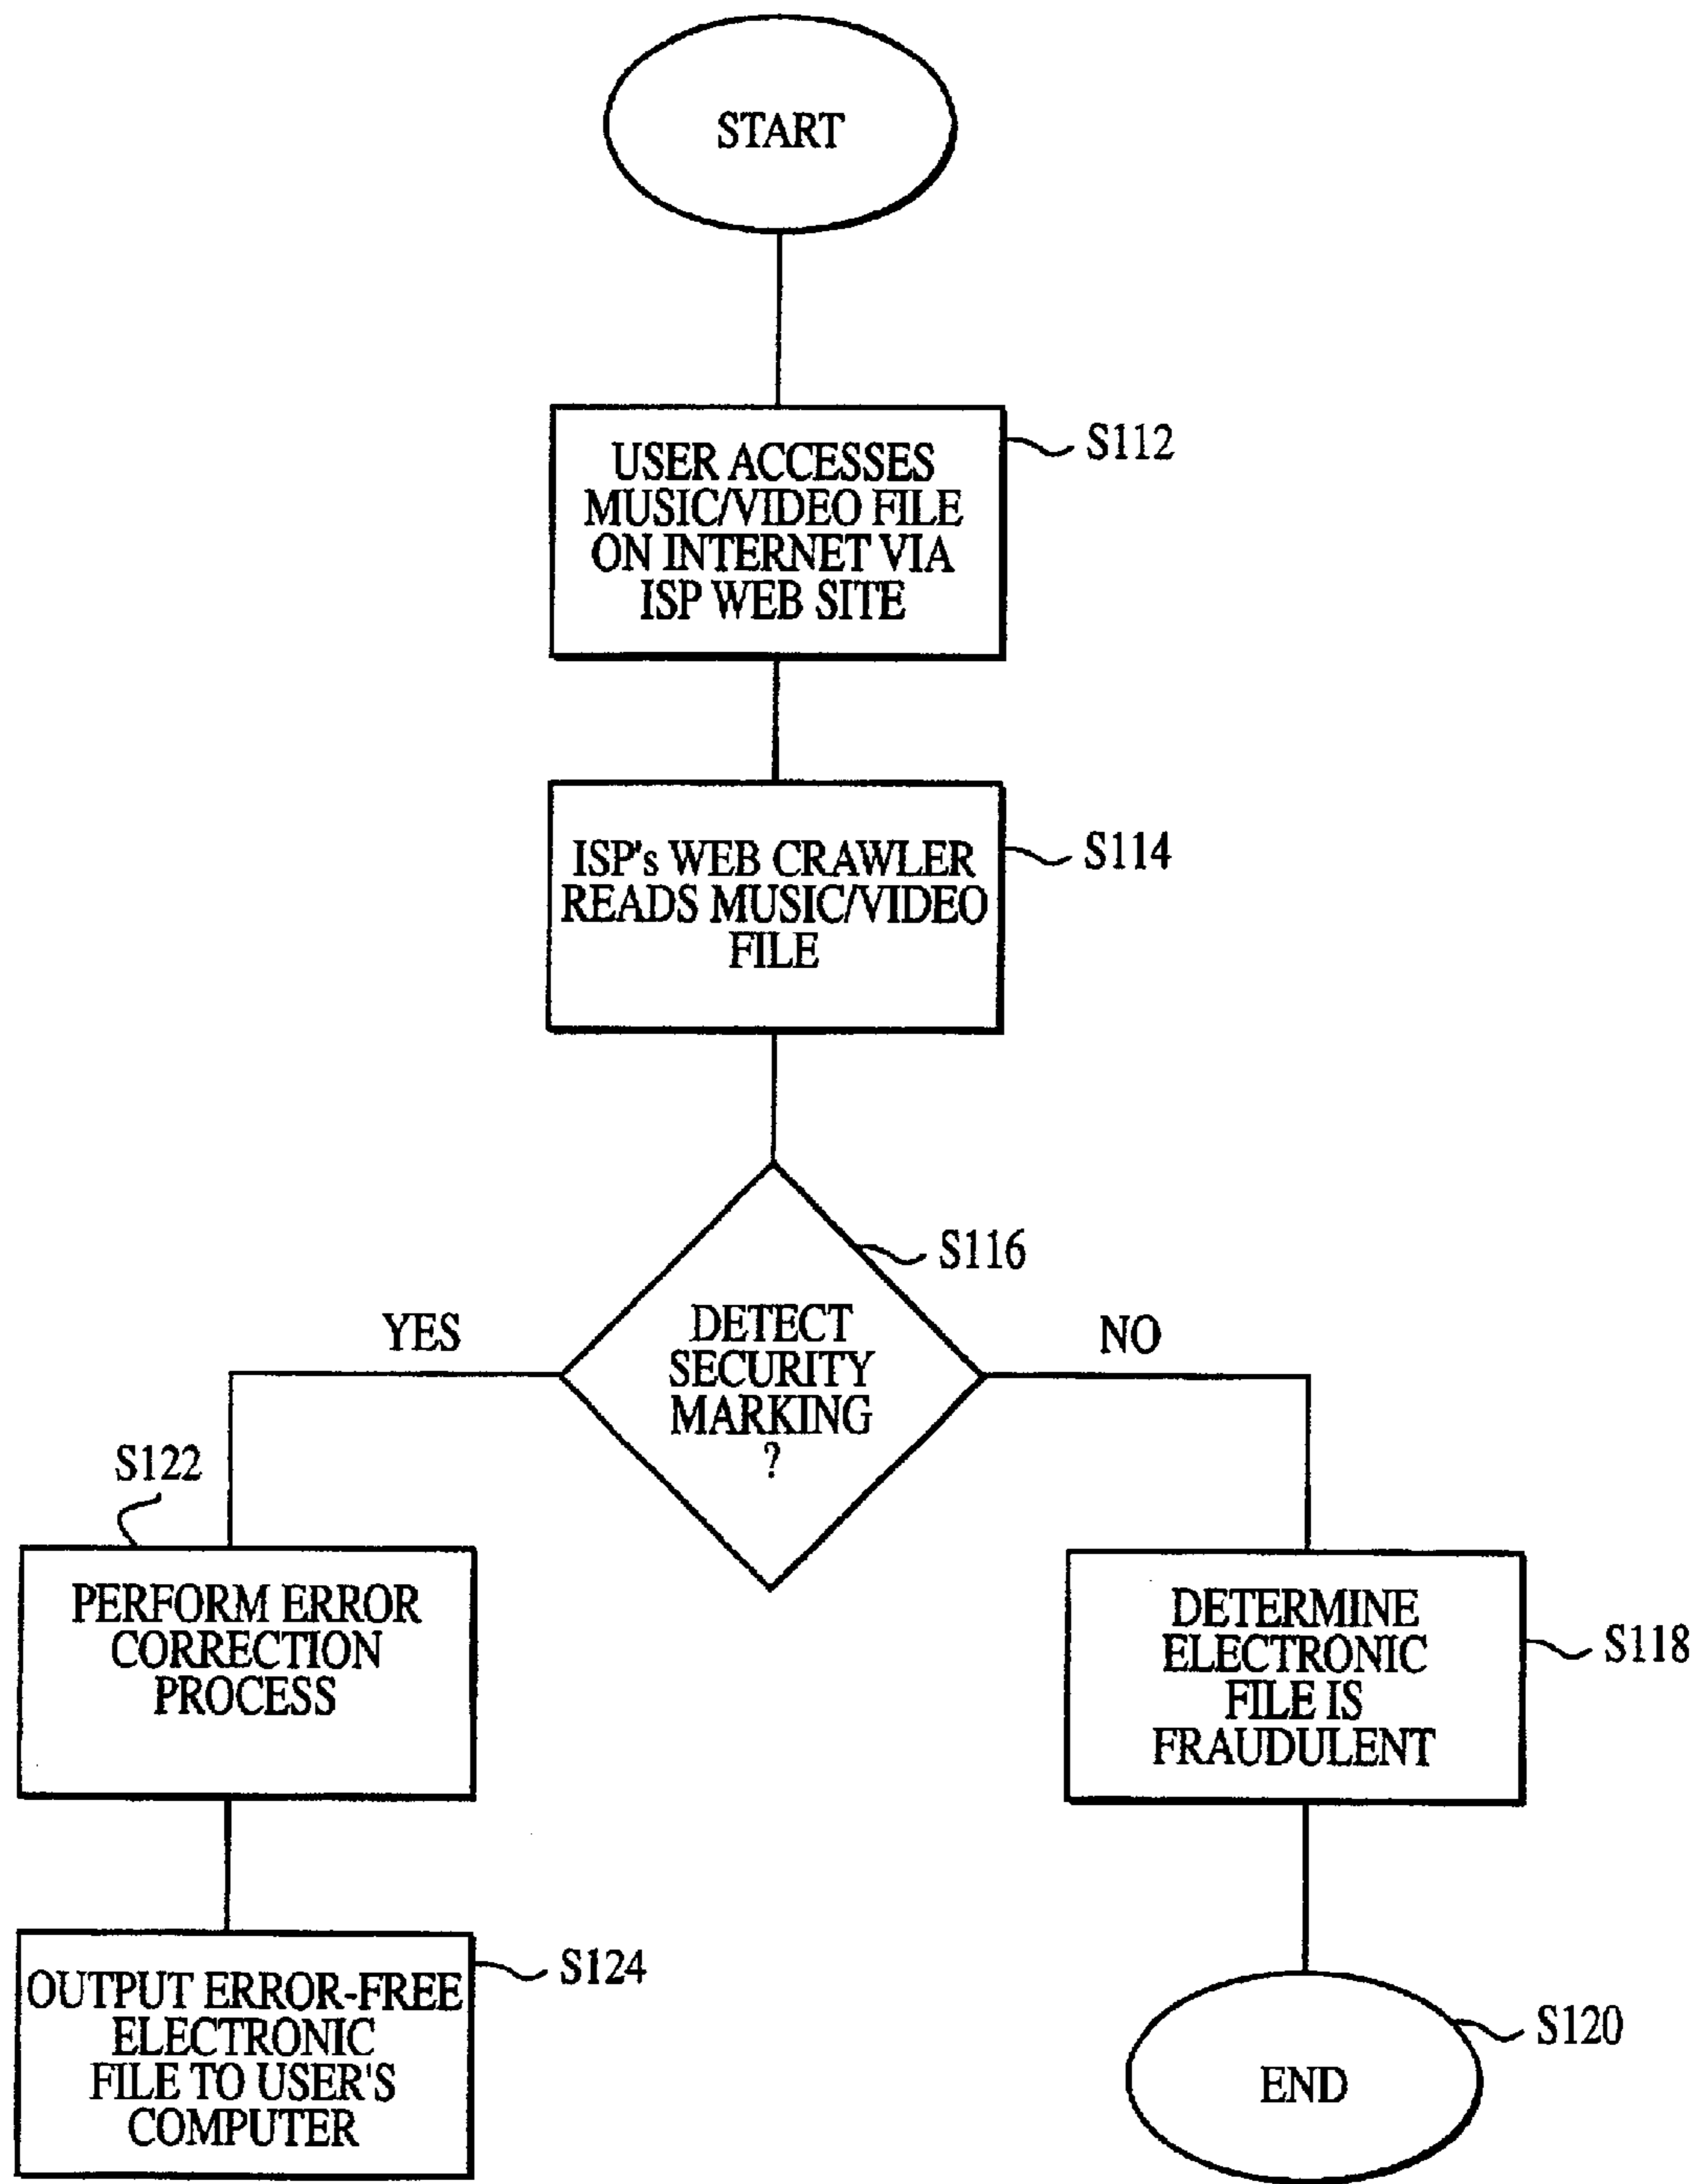 START
USER ACCESSES
MUSIC/VIDEO FILE
ON INTERNET VIA
ISP WEB SITE
S112
ISP's WEB CRAWLER
READS MUSIC/VIDEO
FILE
S114
DETECT
SECURITY
MARKING
?
S116
YES
NO
S122
PERFORM ERROR
CORRECTION
PROCESS
DETERMINE
ELECTRONIC
FILE IS
FRAUDULENT
S118
OUTPUT ERROR-FREE
ELECTRONIC
FILE TO USER'S
COMPUTER
S124
END
S120